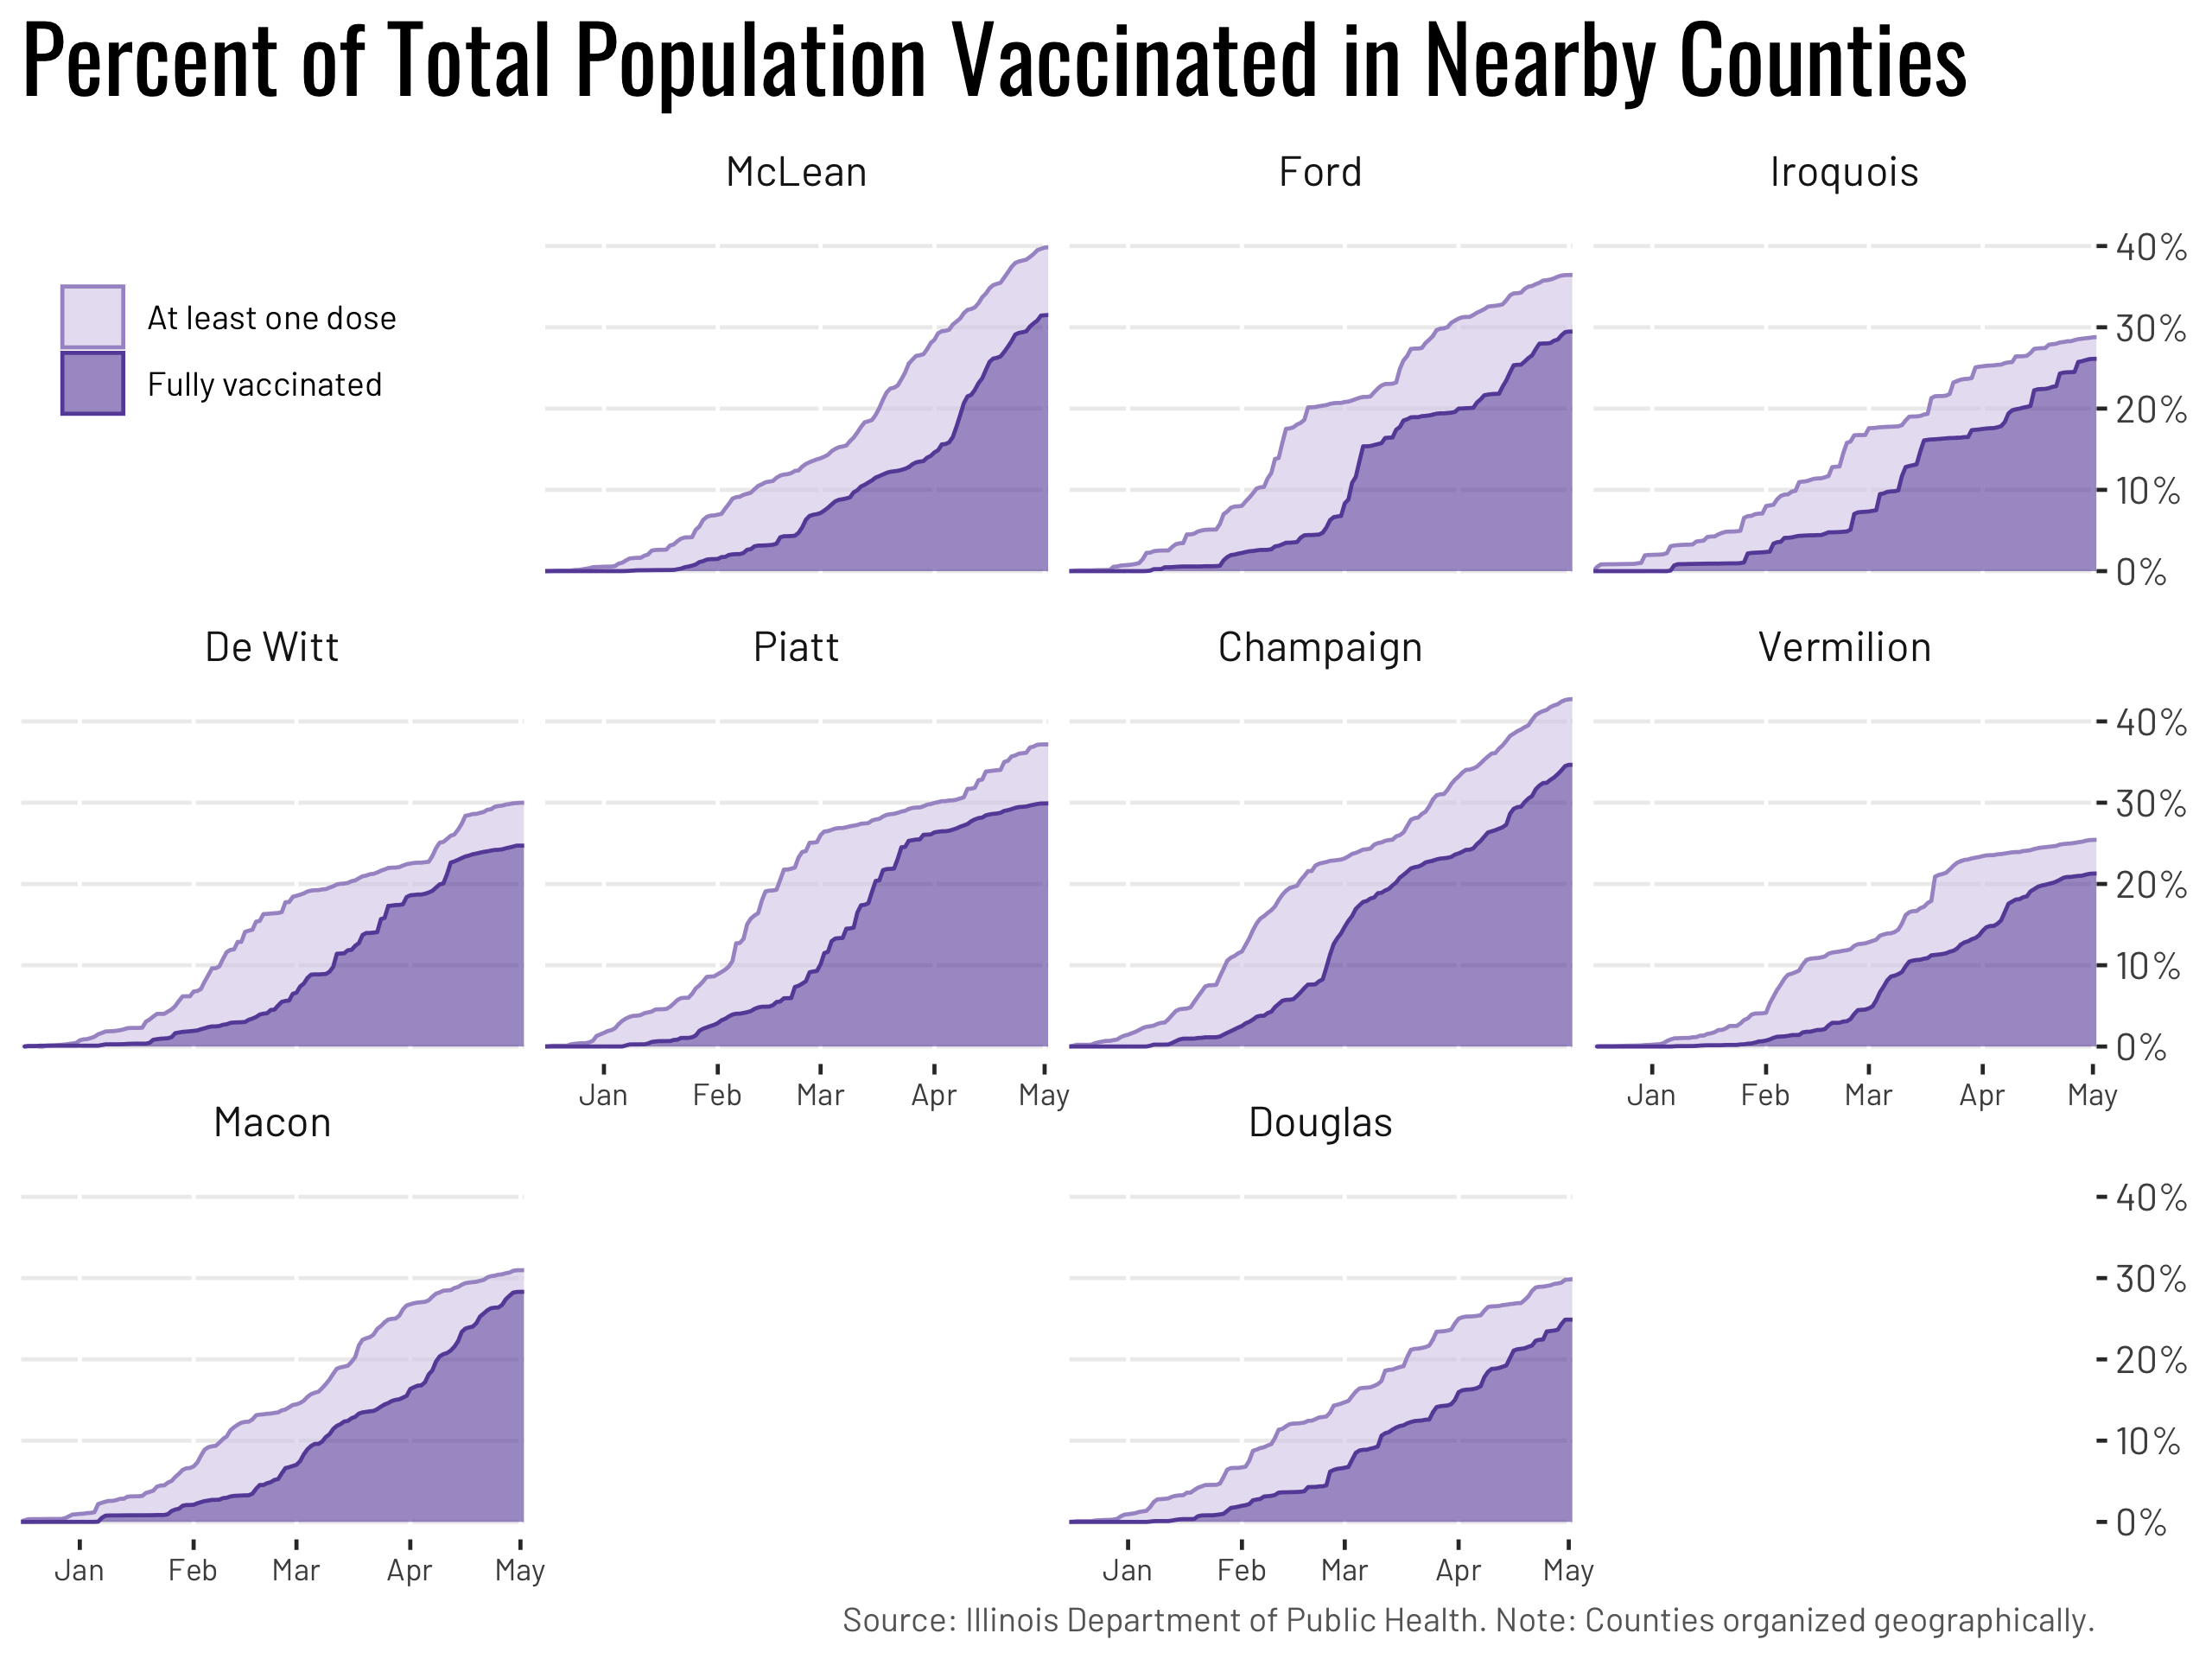 Percent of Total Population Vaccinated in Nearby Counties
McLean
Ford
Iroquois
At least one dose
Fully vaccinated
40%
30%
20%
10%
0%
De Witt
Piatt
Champaign
Vermilion
40%
30%
20%
10%
0%
Jan Feb Mar Apr May
Jan Feb Mar Apr May
Macon
Douglas
40%
30%
20%
10%
0%
Jan Feb Mar Apr May
Jan Feb Mar Apr May
Source: Illinois Department of Public Health. Note: Counties organized geographically.